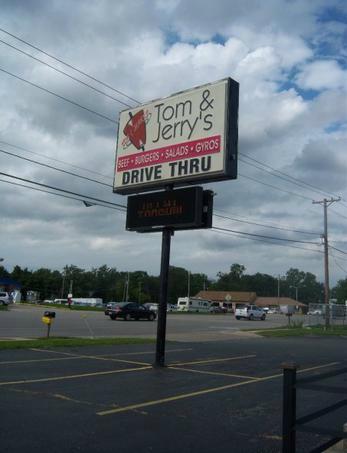 Tom &
Jerry's
BEEF • BURGERS • SALADS • GYROS
DRIVE THRU